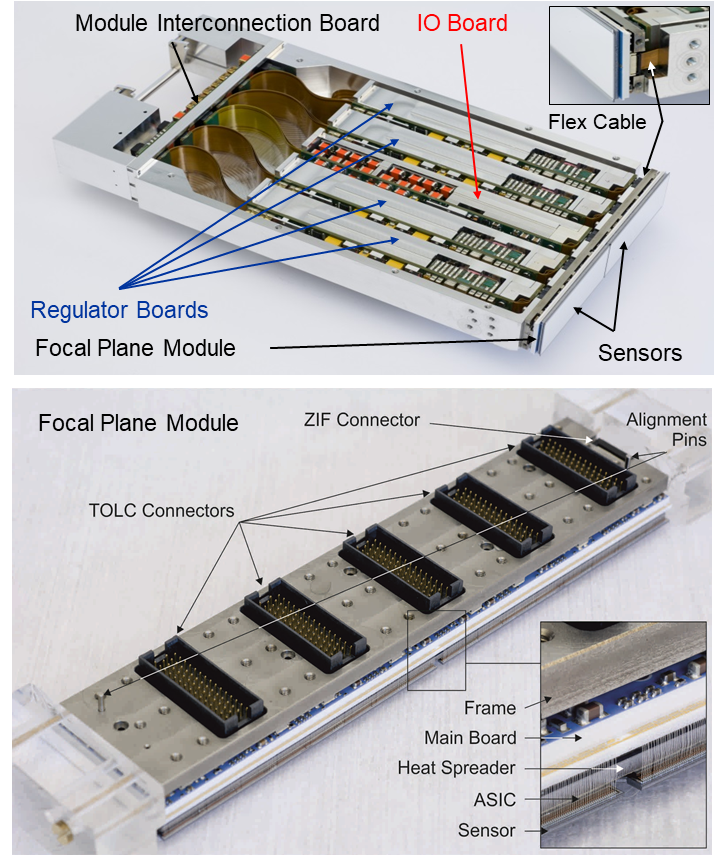 Module Interconnection Board
IO Board
Flex Cable
Regulator Boards
Focal Plane Module
Sensors
Focal Plane Module
ZIF Connector
Alignment
Pins
TOLC Connectors
Frame
Main Board
Heat Spreader
ASIC
Sensor